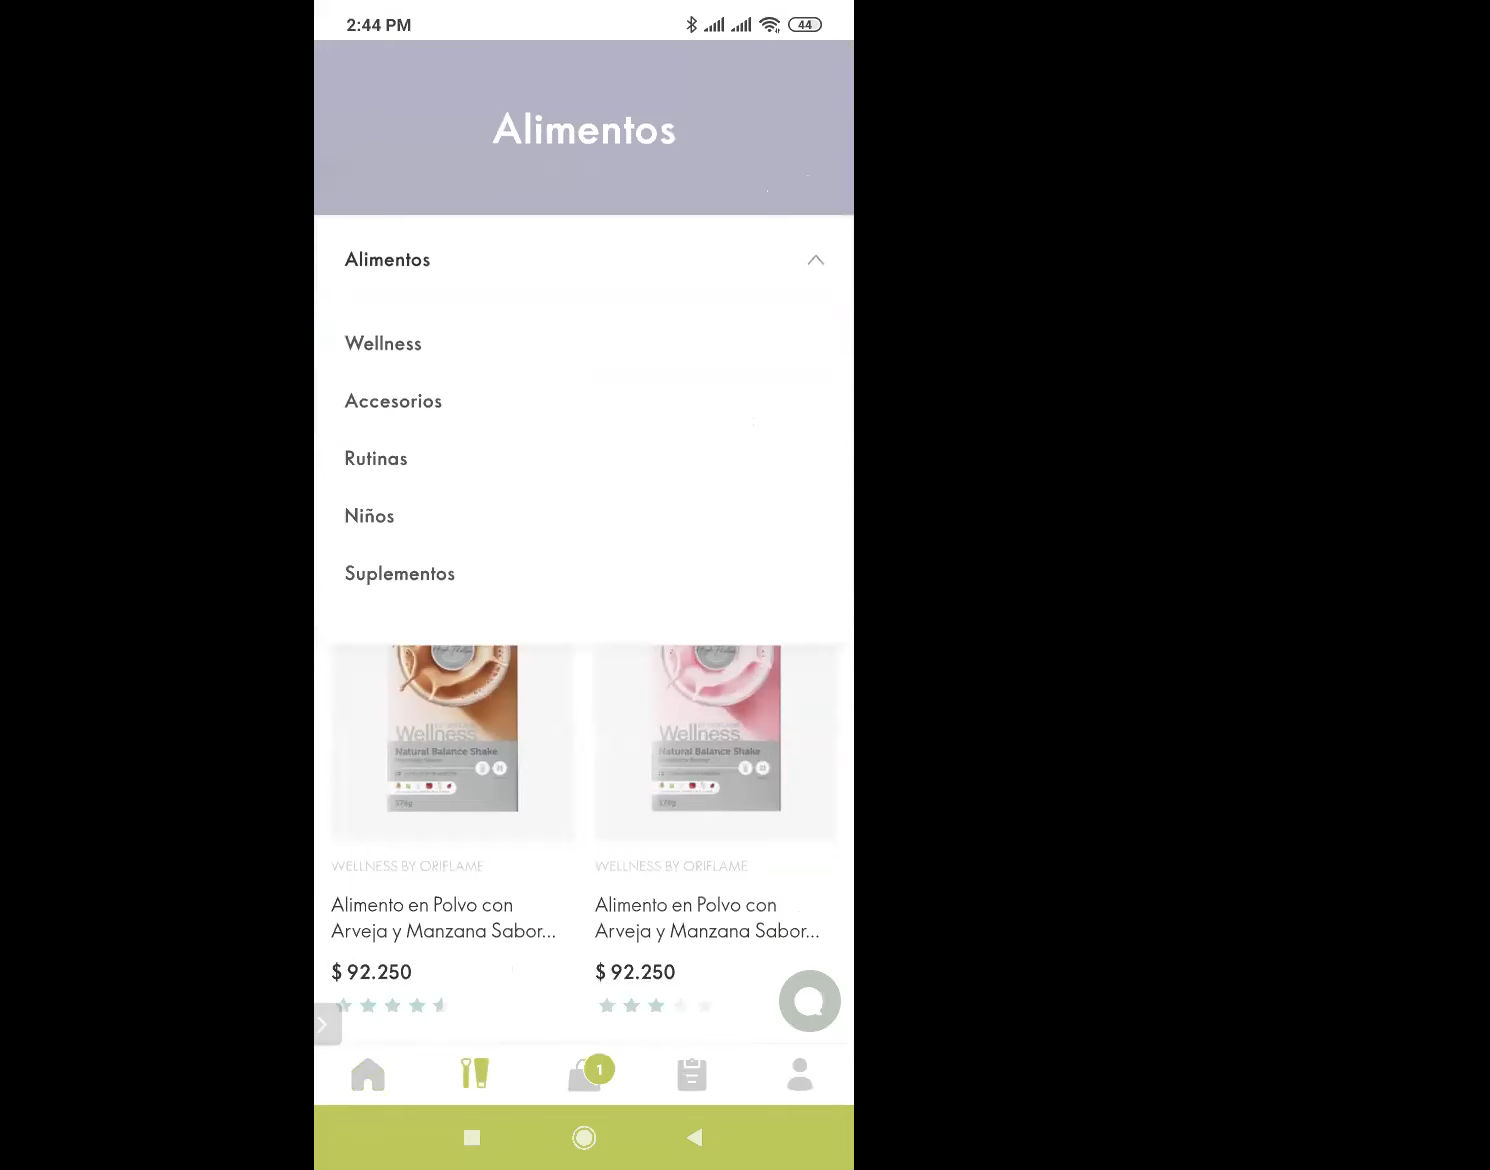 2:44 PM
44
Alimentos
Alimentos
Wellness
Accesorios
Rutinas
Niños
Suplementos
Wellness
Natural Balance Shake
Wellness
Natural Balance Shake
WELLNESS BY ORIFLAME
WELLNESS BY ORIFLAME
Alimento en Polvo con
Arveja y Manzana Sabor...
Alimento en Polvo con
Arveja y Manzana Sabor...
$ 92.250
$ 92.250
1